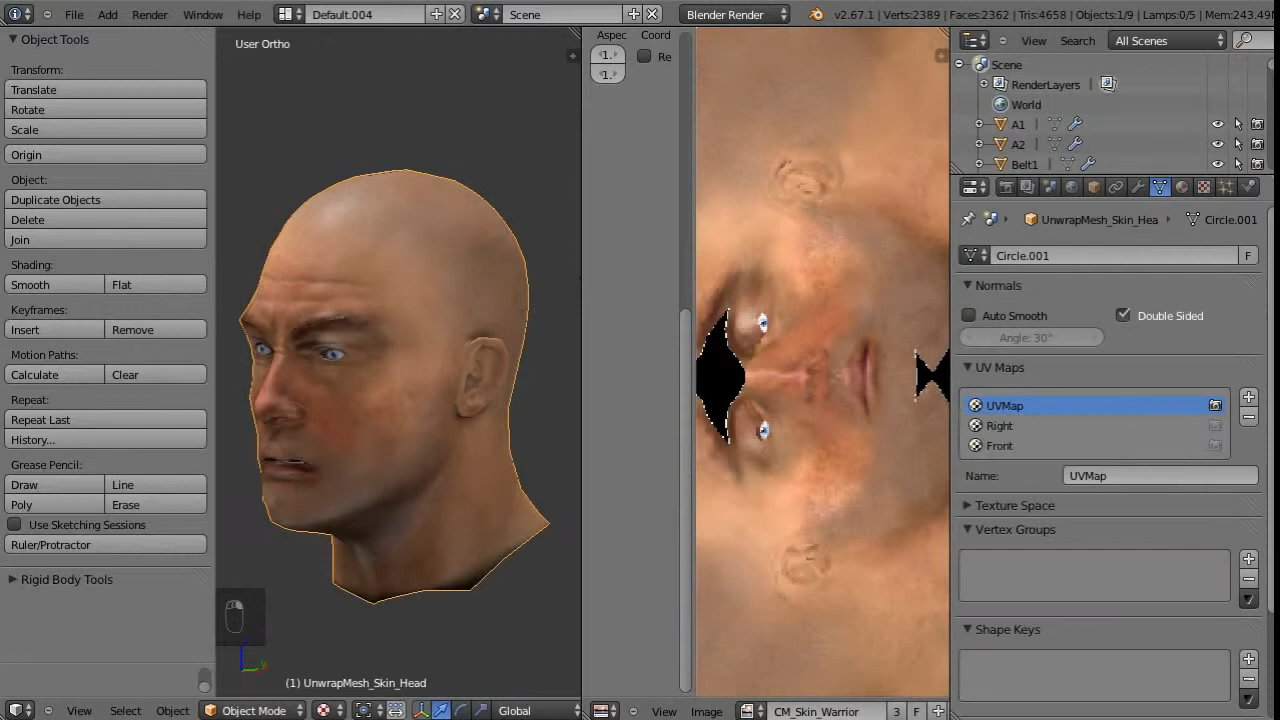 File Add Render Window Help Default.004 Scene Blender Render v2.67.1 | Verts:2389 | Faces:2362 | Tris:4658 | Objects:1/9 | Lamps:0/5 | Mem:243.49
Object Tools
Transform:
Translate
Rotate
Scale
Origin
Object:
Duplicate Objects
Delete
Join
Shading:
Smooth Flat
Keyframes:
Insert Remove
Motion Paths:
Calculate Clear
Repeat:
Repeat Last
History...
Grease Pencil:
Draw Line
Poly Erase
Use Sketching Sessions
Ruler/Protractor
Rigid Body Tools
User Ortho
(1) UnwrapMesh_Skin_Head
View Select Object Object Mode Global
Aspec Coord
1. Re
1.
View Image CM_Skin_Warrior 3 F
View Search All Scenes
Scene
RenderLayers |
World
A1 |
A2 |
Belt1 |
UnwrapMesh_Skin_Hea Circle.001
Circle.001 F
Normals
Auto Smooth Double Sided
Angle: 30°
UV Maps
UVMap
Right
Front
Name: UVMap
Texture Space
Vertex Groups
Shape Keys